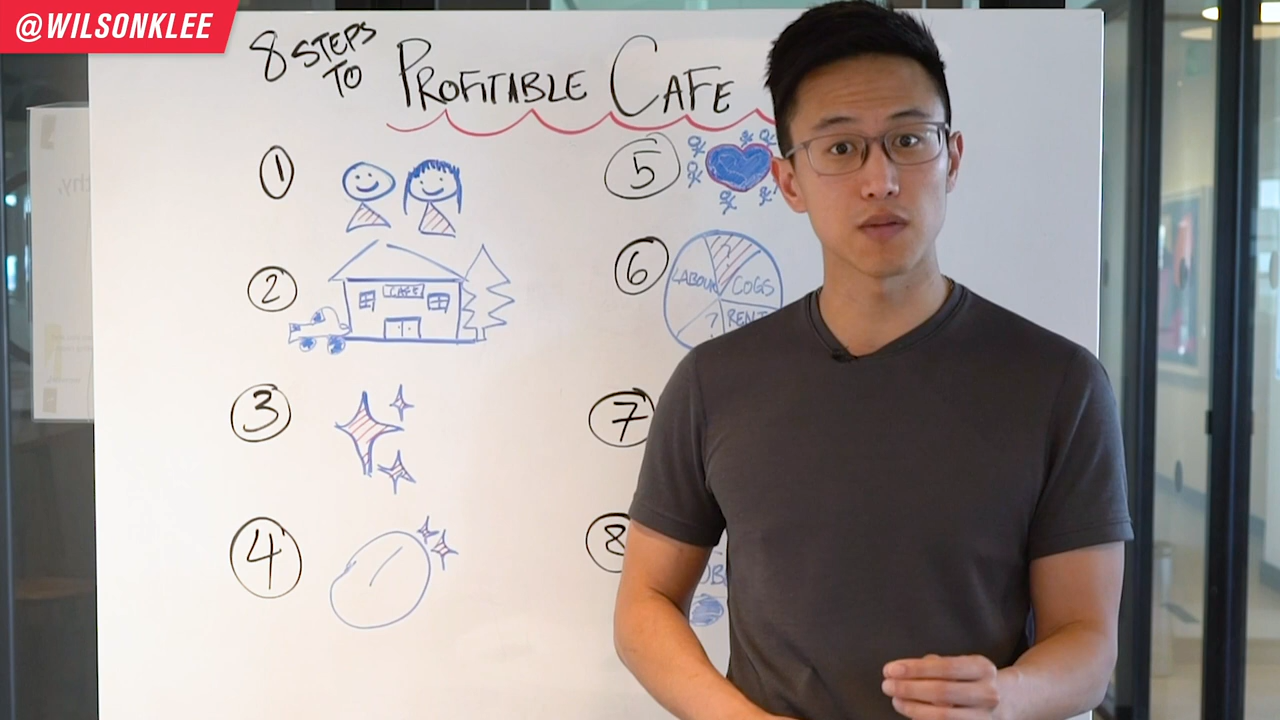 @WILSONKLEE
8 STEPS
TO
PROFITABLE CAFE
1
2
CAFE
3
4
5
6
LABOUR
COGS
?
RENT
7
8